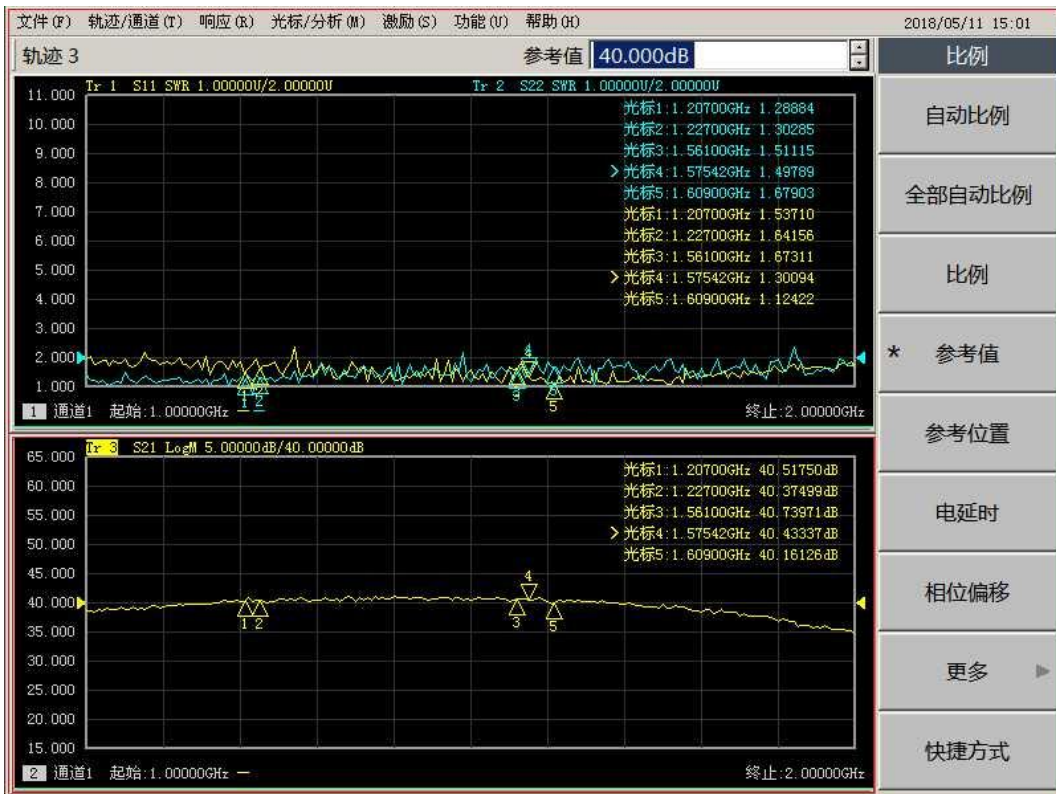 文件(F) 轨迹/通道(T) 响应(R) 光标/分析(M) 激励(S) 功能(U) 帮助(H) 2018/05/11 15:01
轨迹 3 参考值 40.000dB
比例
自动比例
全部自动比例
比例
* 参考值
参考位置
电延时
相位偏移
更多
快捷方式
Tr 1 S11 SWR 1.00000U/2.00000U Tr 2 S22 SWR 1.00000U/2.00000U
11.000
10.000
9.000
8.000
7.000
6.000
5.000
4.000
3.000
2.000
1.000
光标1:1.20700GHz 1.28884
光标2:1.22700GHz 1.30285
光标3:1.56100GHz 1.51115
>光标4:1.57542GHz 1.49789
光标5:1.60900GHz 1.67903
光标1:1.20700GHz 1.53710
光标2:1.22700GHz 1.64156
光标3:1.56100GHz 1.67311
>光标4:1.57542GHz 1.30094
光标5:1.60900GHz 1.12422
1 2 5
1 通道1 起始:1.00000GHz 终止:2.00000GHz
Tr 3 S21 LogM 5.00000dB/40.00000dB
65.000
60.000
55.000
50.000
45.000
40.000
35.000
30.000
25.000
20.000
15.000
光标1:1.20700GHz 40.51750dB
光标2:1.22700GHz 40.37499dB
光标3:1.56100GHz 40.73971dB
>光标4:1.57542GHz 40.43337dB
光标5:1.60900GHz 40.16126dB
4
1 2 3 5
2 通道1 起始:1.00000GHz 终止:2.00000GHz